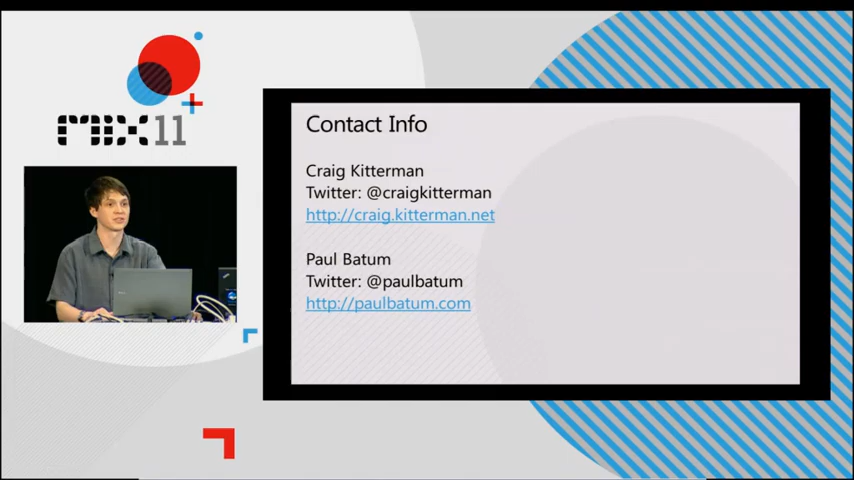 MIX11
Contact Info
Craig Kitterman
Twitter: @craigkitterman
http://craig.kitterman.net
Paul Batum
Twitter: @paulbatum
http://paulbatum.com